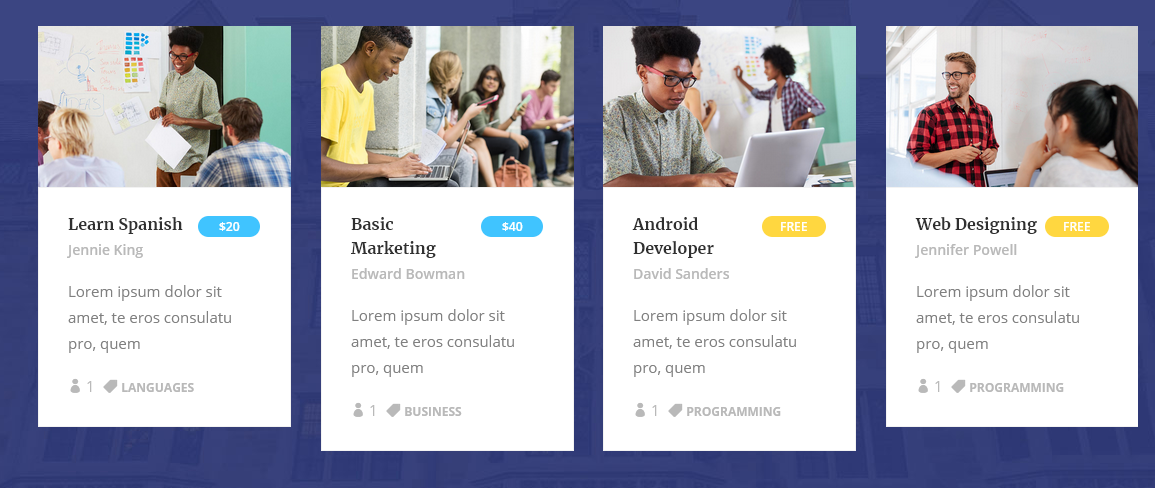 Learn Spanish $20
Jennie King
Lorem ipsum dolor sit
amet, te eros consulatu
pro, quem
1 LANGUAGES
Basic $40
Marketing
Edward Bowman
Lorem ipsum dolor sit
amet, te eros consulatu
pro, quem
1 BUSINESS
Android FREE
Developer
David Sanders
Lorem ipsum dolor sit
amet, te eros consulatu
pro, quem
1 PROGRAMMING
Web Designing FREE
Jennifer Powell
Lorem ipsum dolor sit
amet, te eros consulatu
pro, quem
1 PROGRAMMING